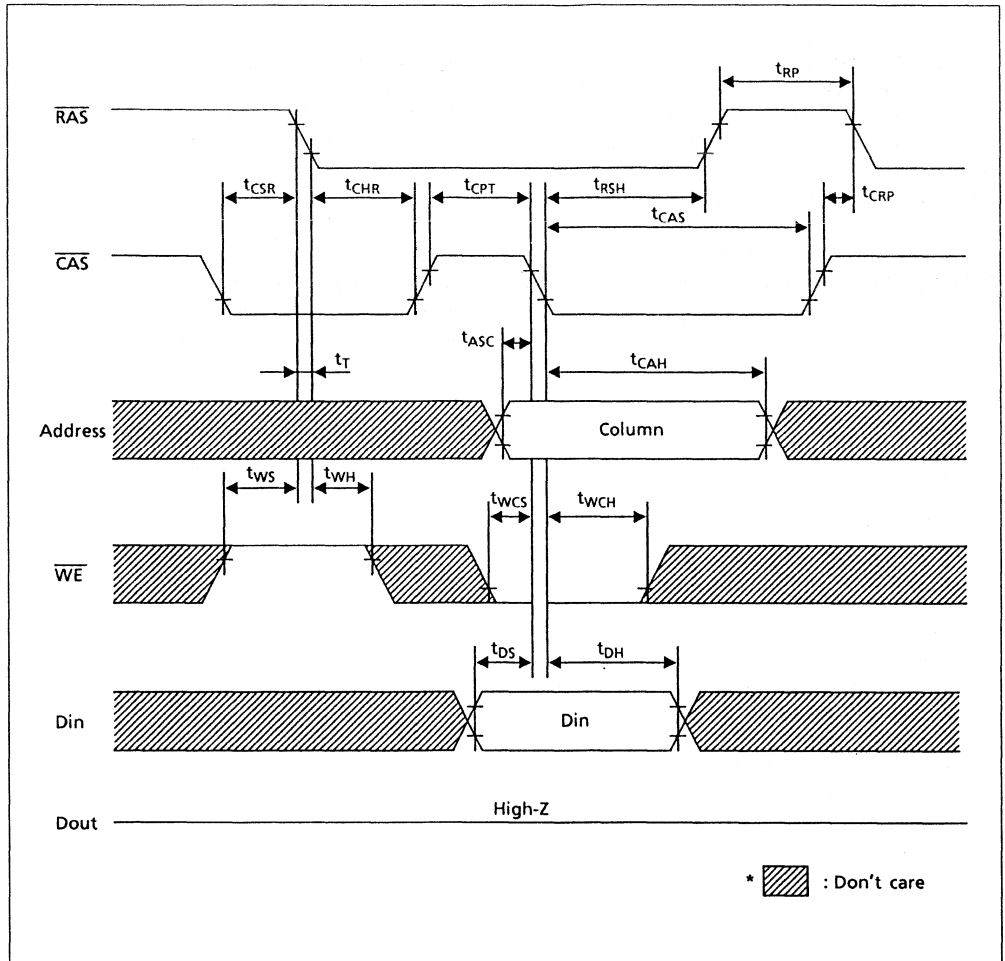 tRP
RAS
tCSR tCHR tCPT tRSH tCRP
tCAS
CAS
tASC
tT tCAH
Address Column
tWS tWH tWCS tWCH
WE
tDS tDH
Din Din
High-Z
Dout
* : Don't care